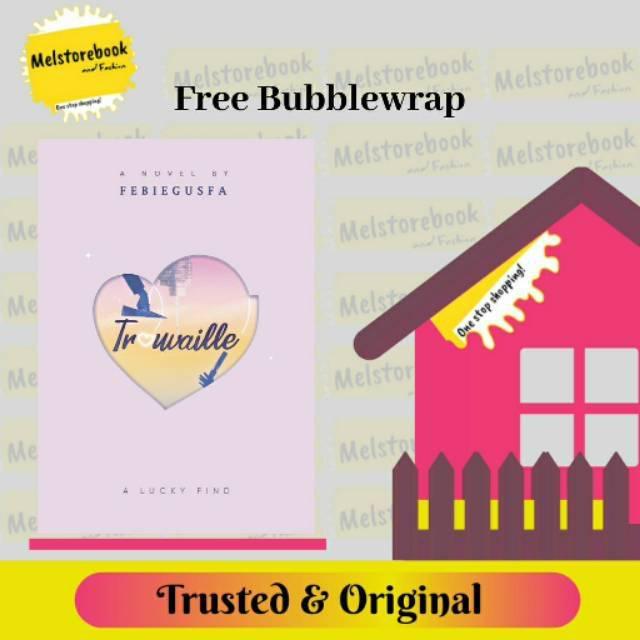 Melstorebook
and Fashion
One stop shopping!
Free Bubblewrap
A NOVEL BY
FEBIEGUSFA
Trouvaille
A LUCKY FIND
One stop shopping!
Trusted & Original